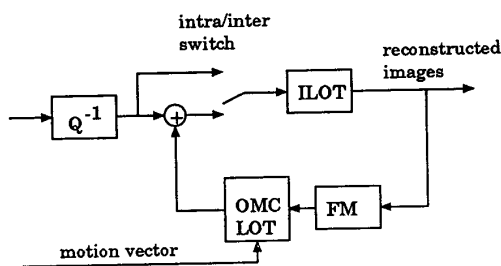 intra/inter
switch
reconstructed
images
Q⁻¹
+
ILOT
OMC
LOT
FM
motion vector